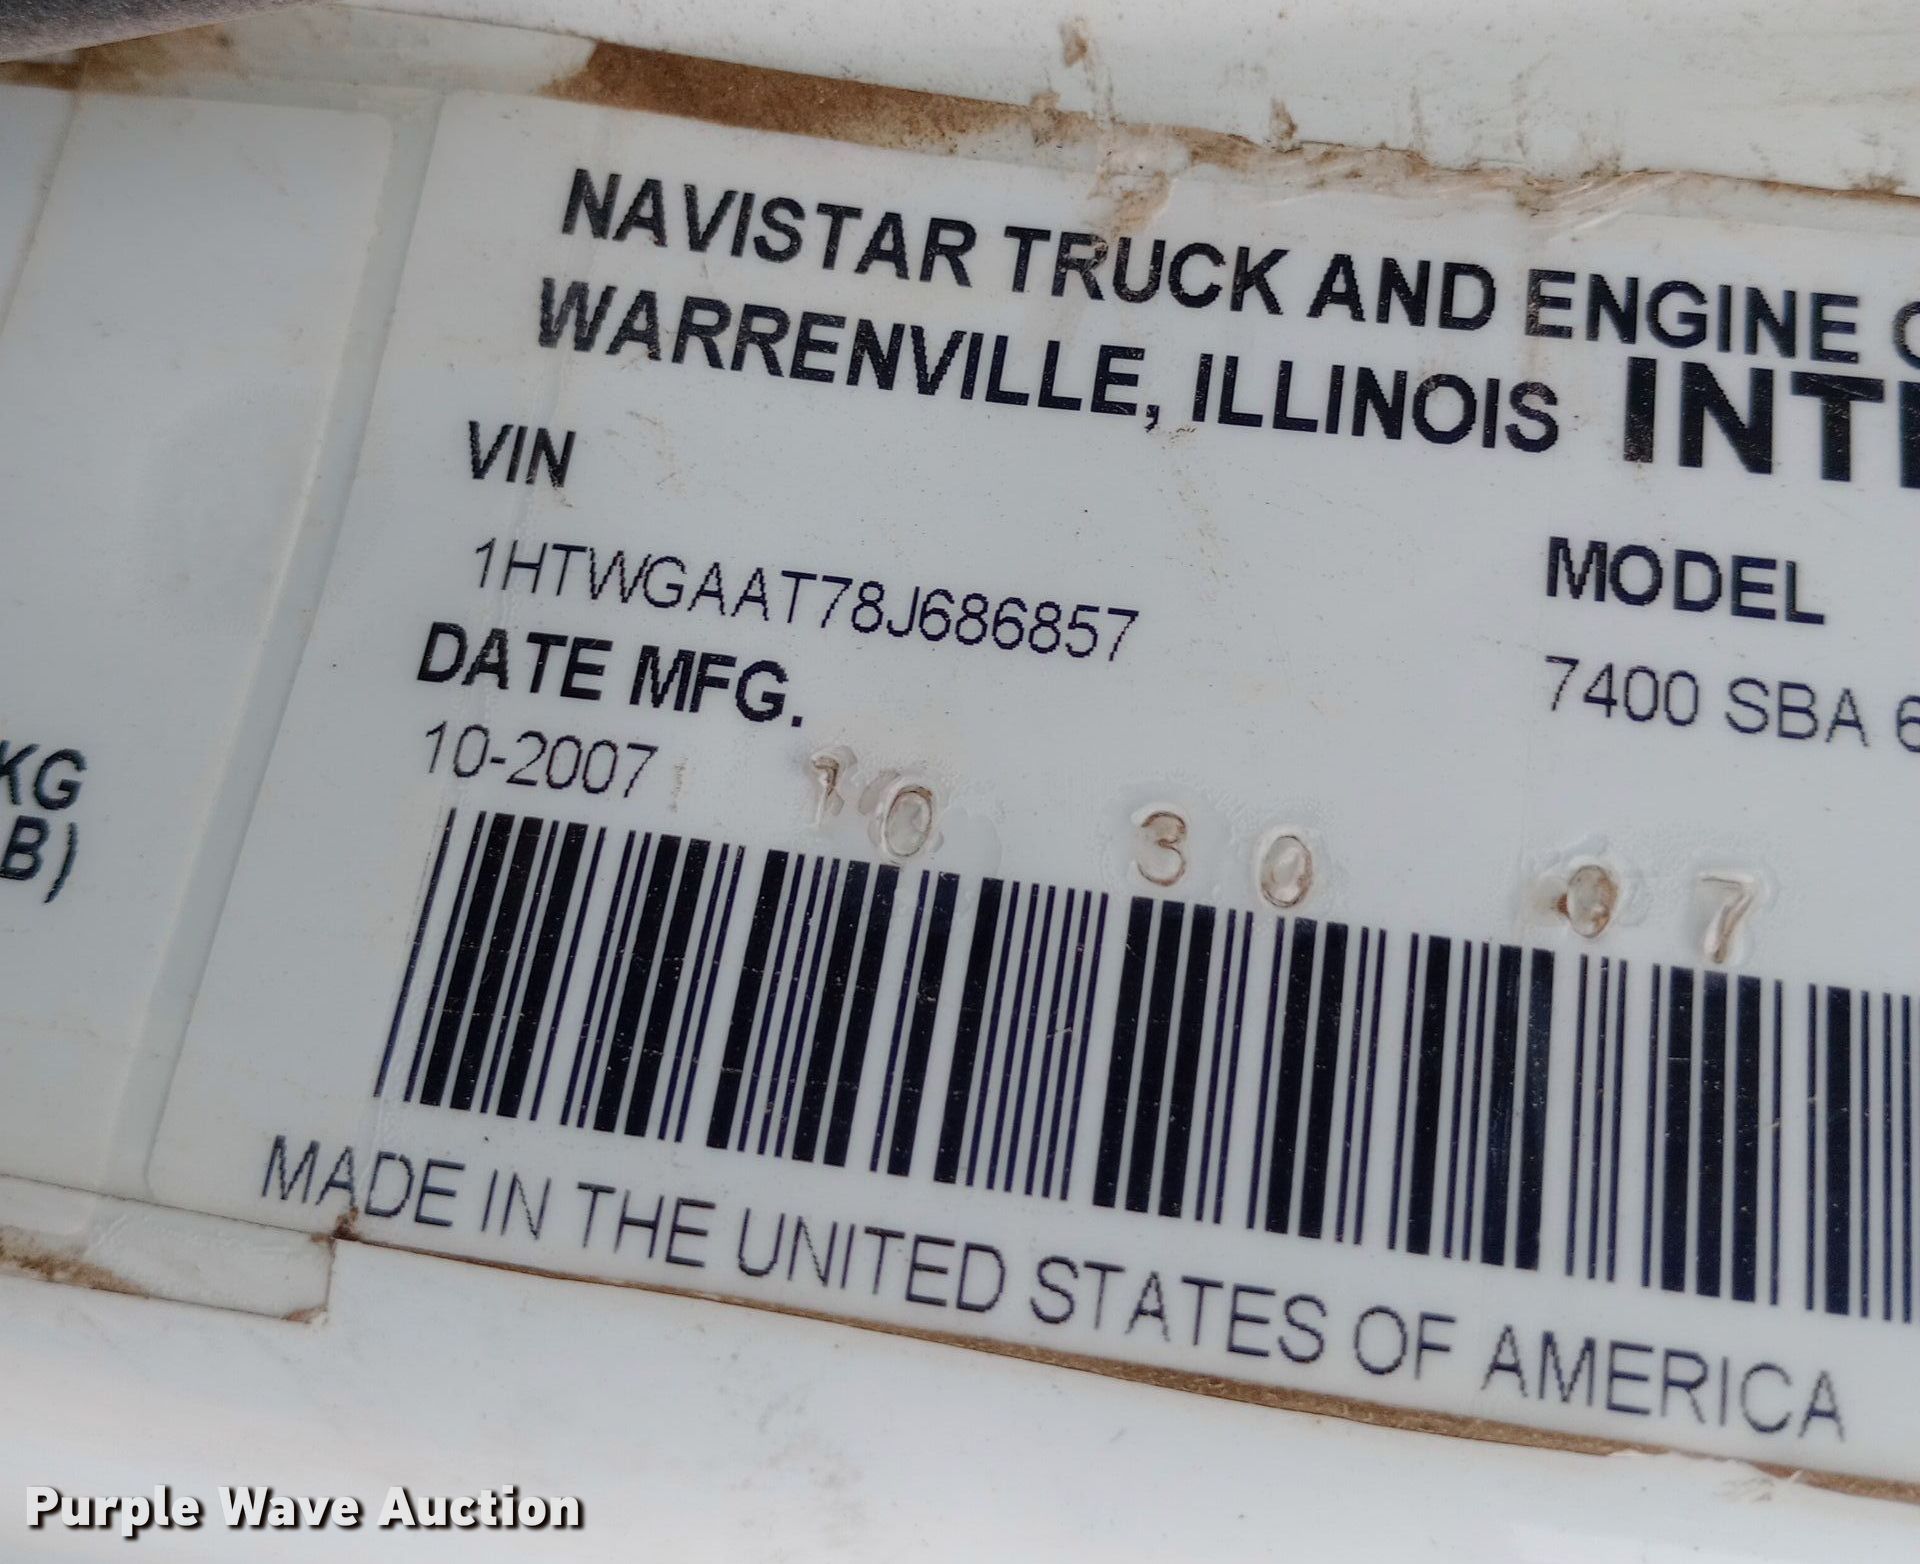 NAVISTAR TRUCK AND ENGINE
WARRENVILLE, ILLINOIS
VIN
MODEL
1HTWGAAT78J686857
7400 SBA 6
DATE MFG.
10-2007
10 30 07
KG
B)
MADE IN THE UNITED STATES OF AMERICA
Purple Wave Auction